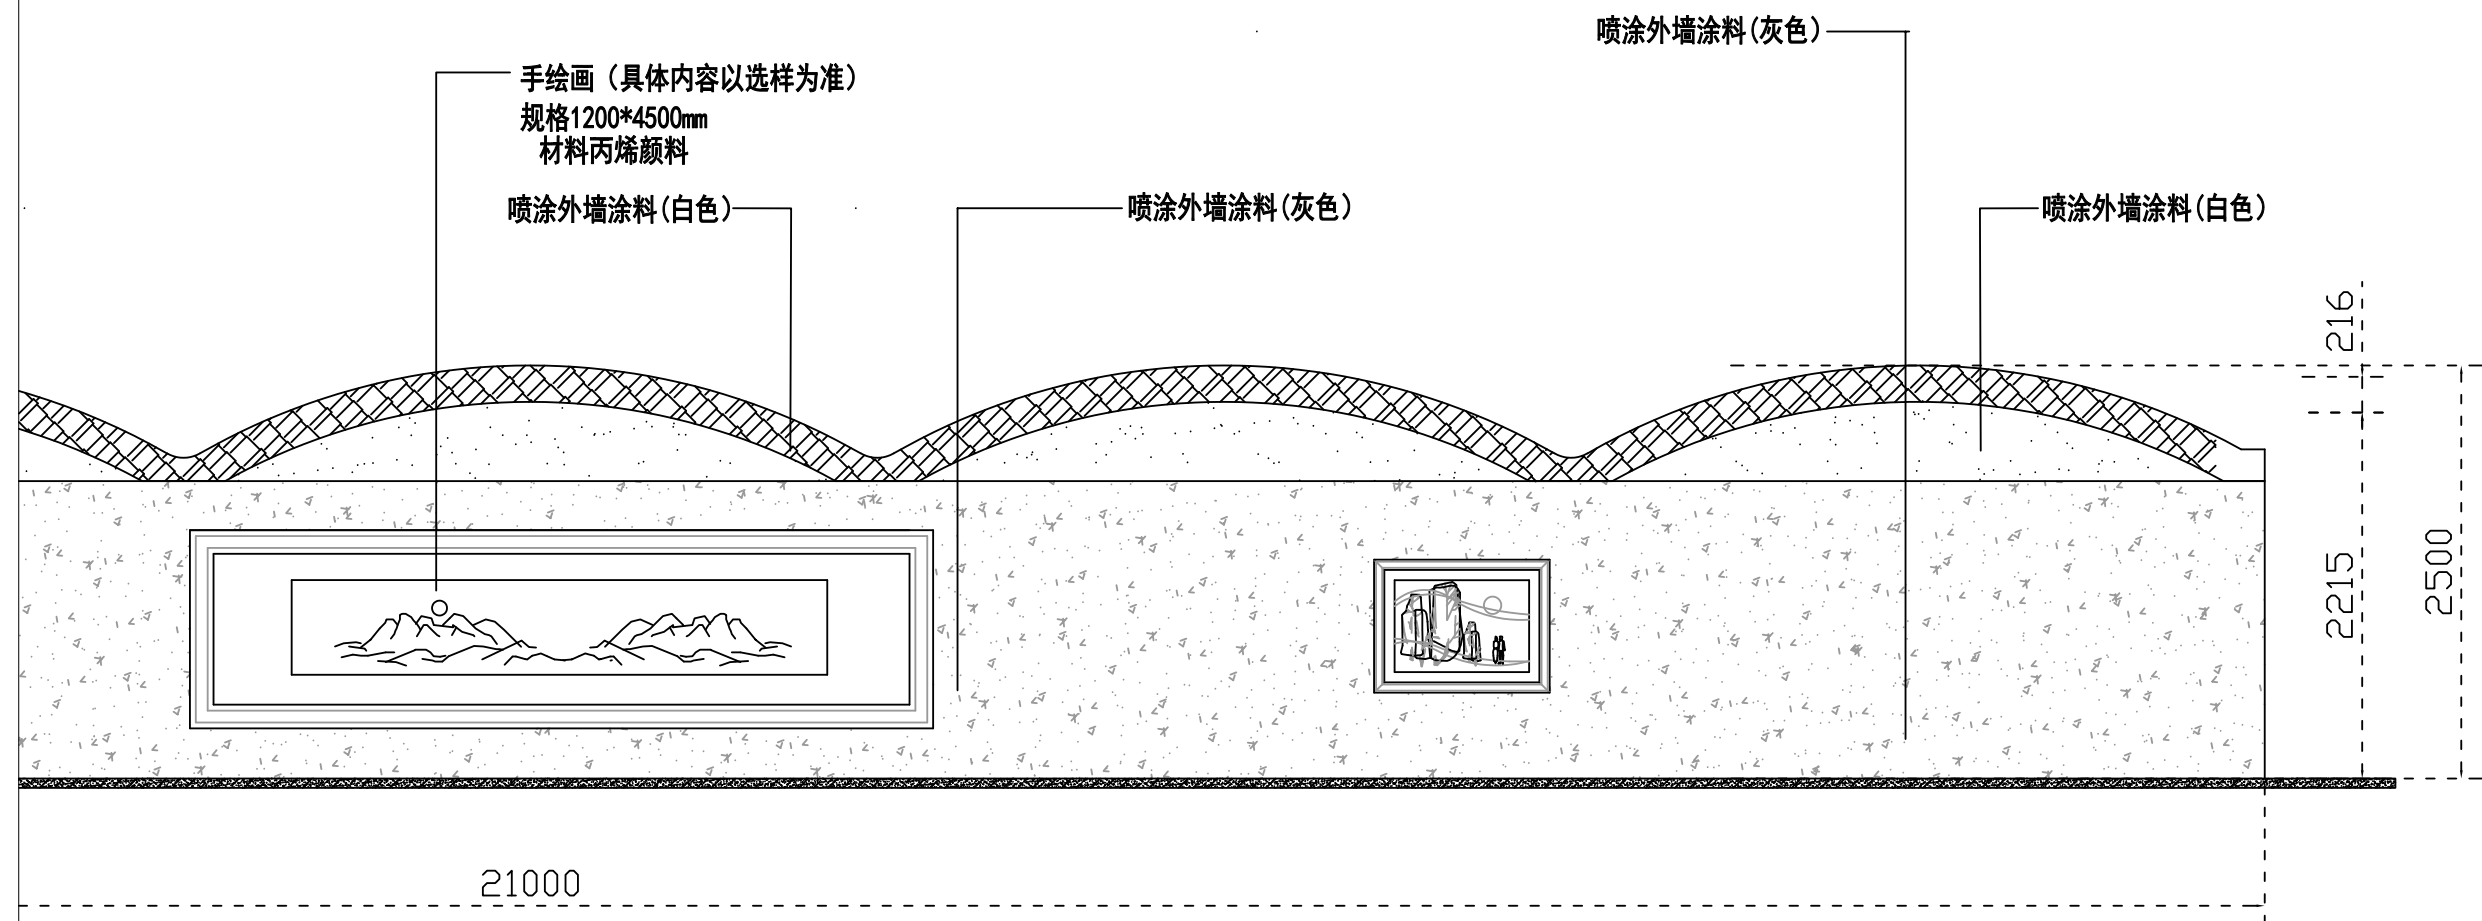 喷涂外墙涂料(灰色)
手绘画（具体内容以选样为准）
规格1200*4500mm
材料丙烯颜料
喷涂外墙涂料(白色)
喷涂外墙涂料(灰色)
喷涂外墙涂料(白色)
216
2215
2500
21000